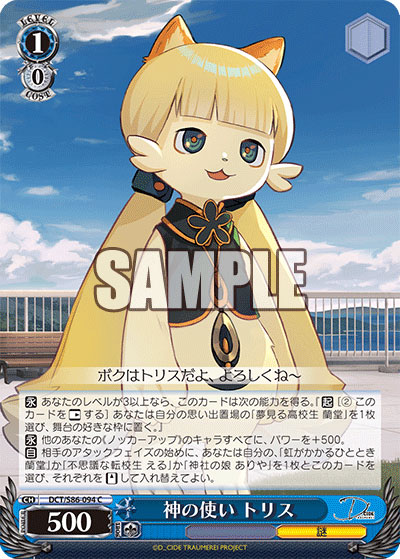 LEVEL
1
0
COST
SAMPLE
ボクはトリスだよ、よろしくね～
永 あなたのレベルが3以上なら、このカードは次の能力を得る。『起［② この
カードを する］ あなたは自分の思い出置場の「夢見る高校生 蘭堂」を1枚
選び、舞台の好きな枠に置く。』
永 他のあなたの《ノッカーアップ》のキャラすべてに、パワーを+500。
自 相手のアタックフェイズの始めに、あなたは自分の、「虹がかかるひととき
蘭堂」か「不思議な転校生 える」か「神社の娘 ありや」を1枚とこのカードを
選び、それぞれを して入れ替えてよい。
CH DCT/S86-094 C
500
神の使い トリス
謎
©D_CIDE TRAUMEREI PROJECT